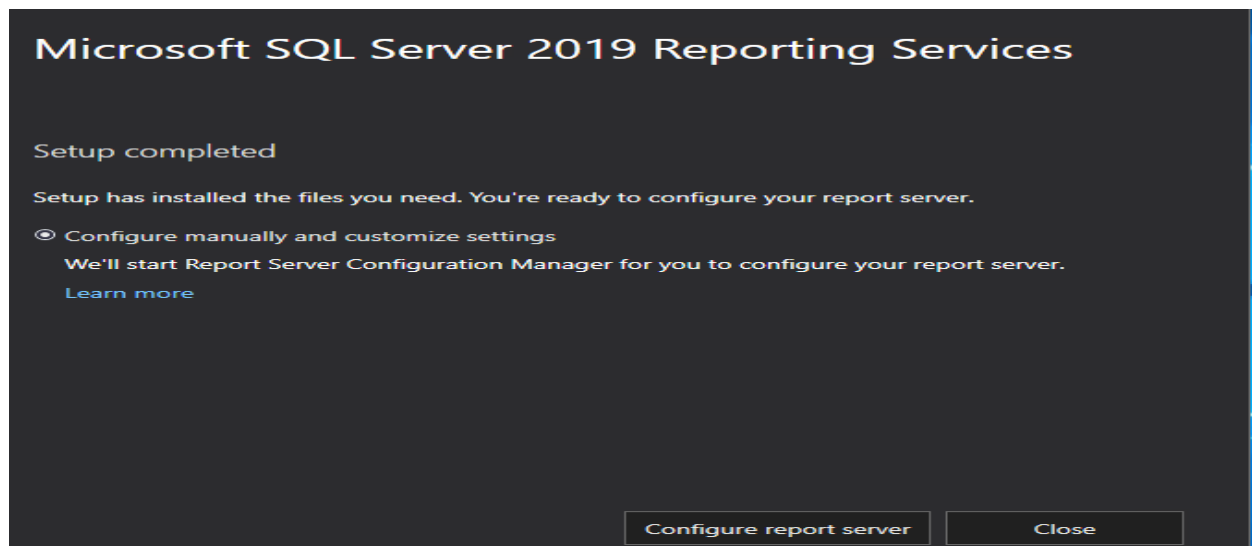 Microsoft SQL Server 2019 Reporting Services
Setup completed
Setup has installed the files you need. You're ready to configure your report server.
Configure manually and customize settings
We'll start Report Server Configuration Manager for you to configure your report server.
Learn more
Configure report server
Close